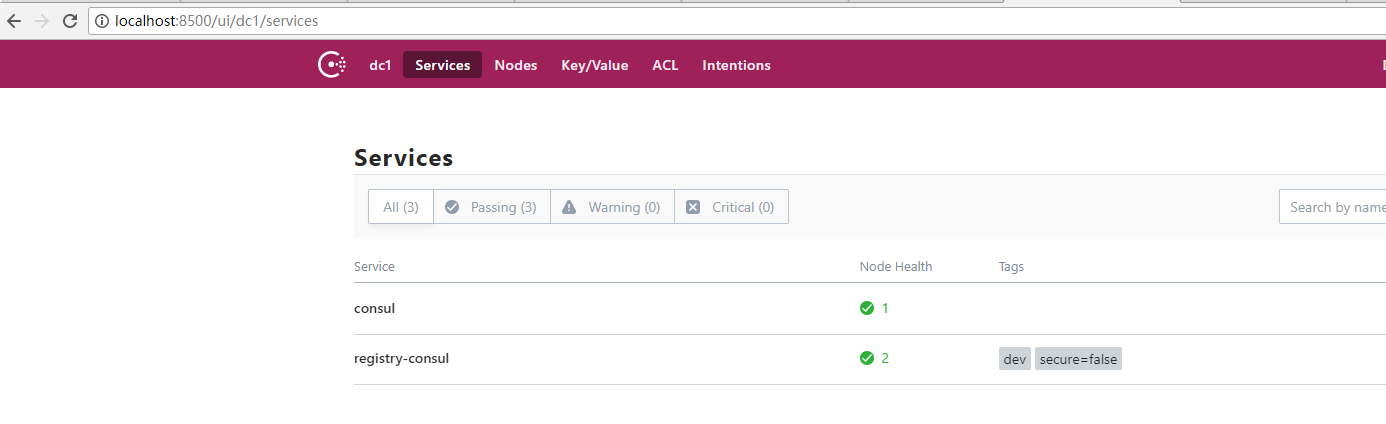 localhost:8500/ui/dc1/services
dc1 Services Nodes Key/Value ACL Intentions
Services
All (3) Passing (3) Warning (0) Critical (0) Search by name
Service Node Health Tags
consul 1
registry-consul 2 dev secure=false